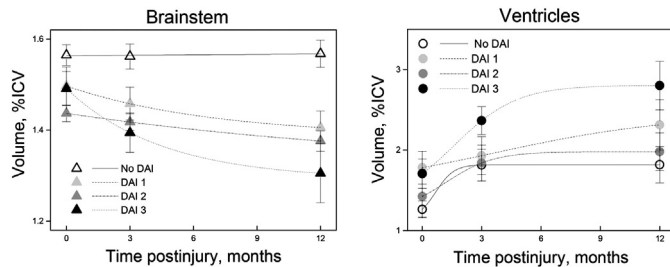 Brainstem
Volume, %ICV
1.6
1.4
1.2
No DAI
DAI 1
DAI 2
DAI 3
0 3 6 9 12
Time postinjury, months
Ventricles
Volume, %ICV
3
2
1
No DAI
DAI 1
DAI 2
DAI 3
0 3 6 9 12
Time postinjury, months